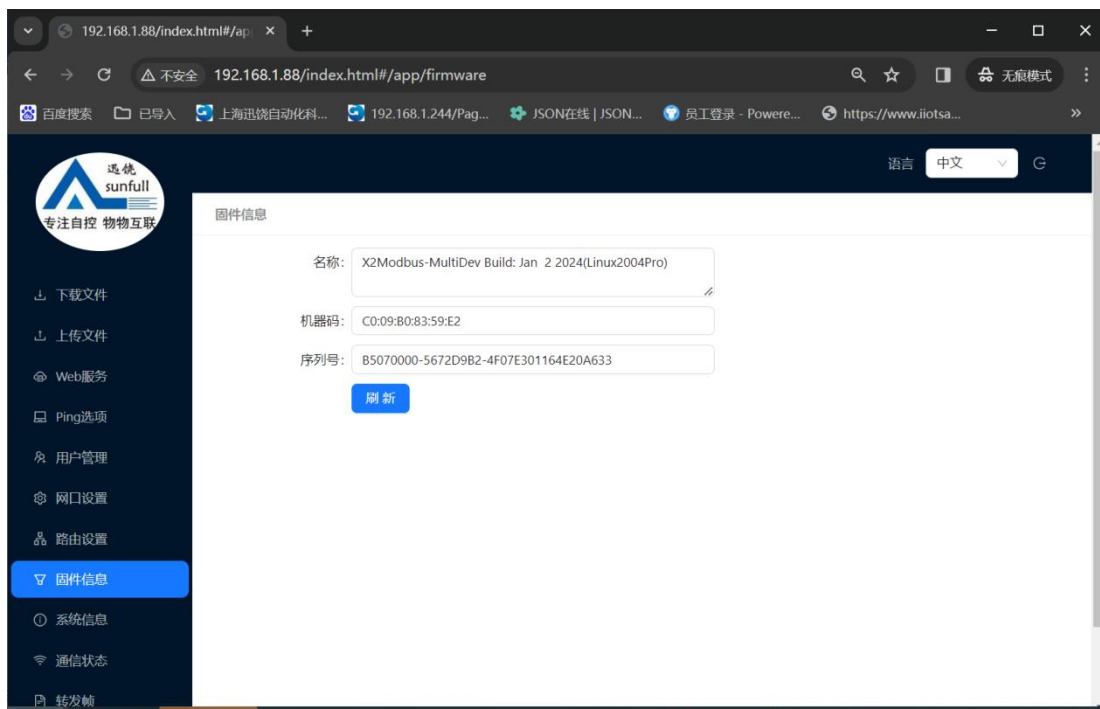 192.168.1.88/index.html#/ap
不安全 192.168.1.88/index.html#/app/firmware 无痕模式
百度搜索 已导入 上海迅饶自动化科... 192.168.1.244/Pag... JSON在线 | JSON... 员工登录 - Powere... https://www.iiotsa... »
迅饶
sunfull
专注自控 物物互联
语言 中文
固件信息
名称: X2Modbus-MultiDev Build: Jan 2 2024(Linux2004Pro)
机器码: C0:09:B0:83:59:E2
序列号: B5070000-5672D9B2-4F07E301164E20A633
刷 新
下载文件
上传文件
Web服务
Ping选项
用户管理
网口设置
路由设置
固件信息
系统信息
通信状态
转发帧